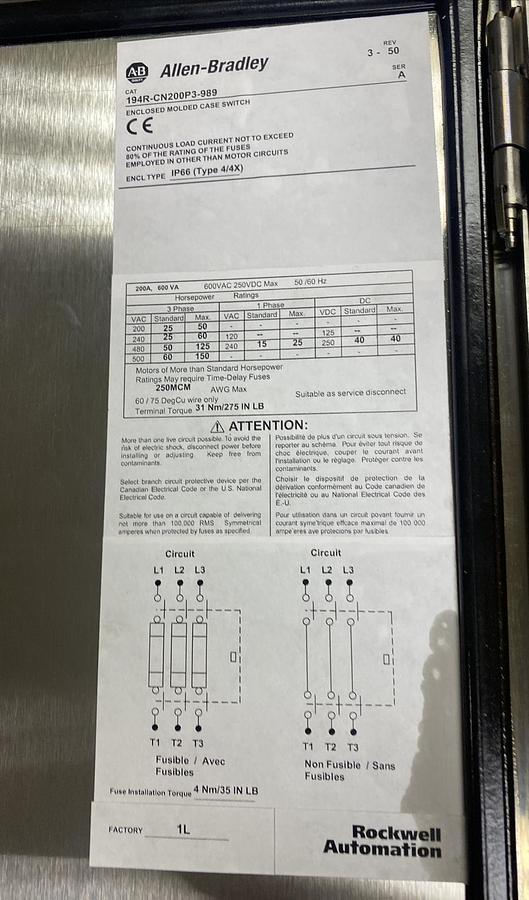 AB
Allen-Bradley
REV
3 - 50
SER
A
CAT
194R-CN200P3-989
ENCLOSED MOLDED CASE SWITCH
CE
CONTINUOUS LOAD CURRENT NOT TO EXCEED
80% OF THE RATING OF THE FUSES
EMPLOYED IN OTHER THAN MOTOR CIRCUITS
ENCL TYPE IP66 (Type 4/4X)
200A, 600 VA 600VAC 250VDC Max 50 /60 Hz
Horsepower Ratings
3 Phase 1 Phase DC
VAC Standard Max. VAC Standard Max. VDC Standard Max.
200 25 50 - - - - - -
240 25 60 120 -- -- 125 -- --
480 50 125 240 15 25 250 40 40
500 60 150 - - - - - -
Motors of More than Standard Horsepower
Ratings May require Time-Delay Fuses
250MCM AWG Max
60 / 75 DegCu wire only
Suitable as service disconnect
Terminal Torque 31 Nm/275 IN LB
ATTENTION:
More than one live circuit possible. To avoid the
risk of electric shock, disconnect power before
installing or adjusting. Keep free from
contaminants.
Select branch circuit protective device per the
Canadian Electrical Code or the U.S. National
Electrical Code.
Suitable for use on a circuit capable of delivering
not more than 100,000 RMS Symmetrical
amperes when protected by fuses as specified.
Possibilité de plus d'un circuit sous tension. Se
reporter au schéma. Pour éviter tout risque de
choc électrique, couper le courant avant
l'installation ou le réglage. Protéger contre les
contaminants.
Choisir le dispositif de protection de la
dérivation conformément au Code canadien de
l'électricité ou au National Electrical Code des
É.-U.
Pour utilisation dans un circuit povant fournir un
courant syme'trique effcace maximal de 100 000
ampe'eres ave protecions par fusibles
Circuit
L1 L2 L3
T1 T2 T3
Fusible / Avec
Fusibles
Circuit
L1 L2 L3
T1 T2 T3
Non Fusible / Sans
Fusibles
Fuse Installation Torque 4 Nm/35 IN LB
FACTORY 1L
Rockwell
Automation